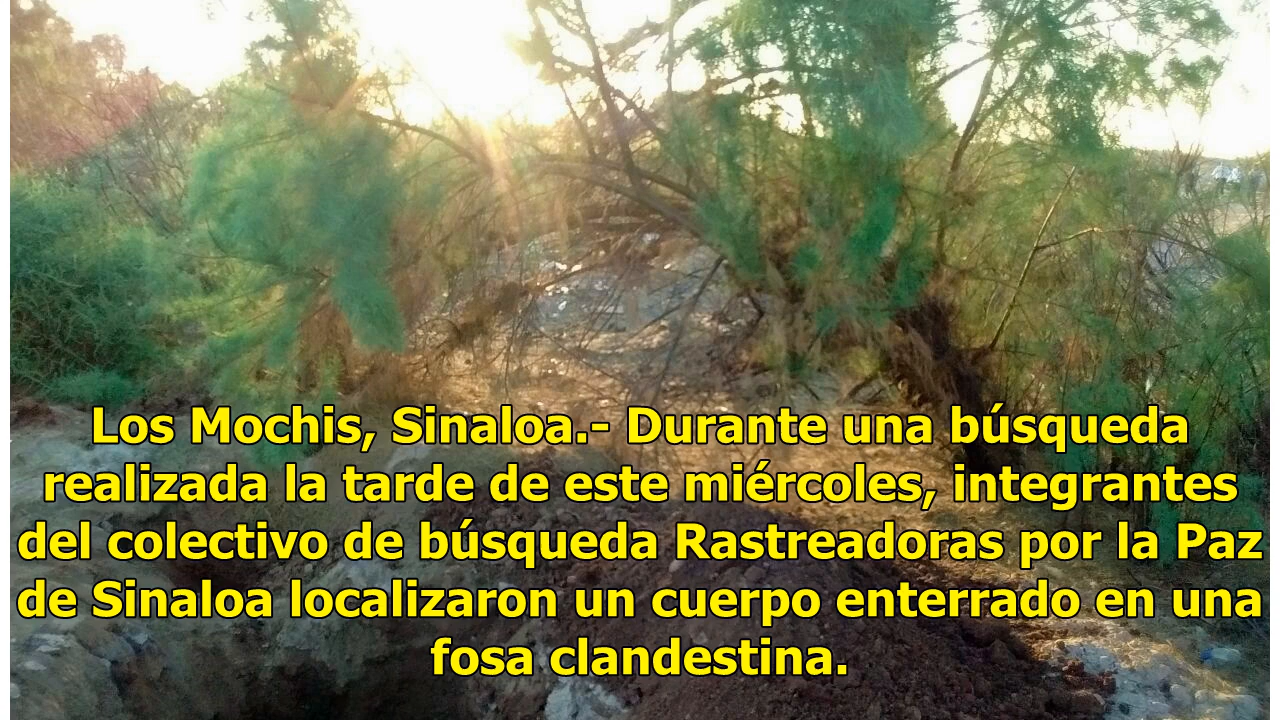 Los Mochis, Sinaloa.- Durante una búsqueda
realizada la tarde de este miércoles, integrantes
del colectivo de búsqueda Rastreadoras por la Paz
de Sinaloa localizaron un cuerpo enterrado en una
fosa clandestina.